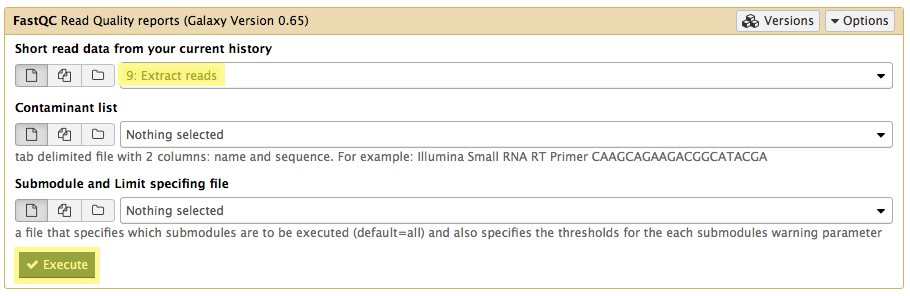 FastQC Read Quality reports (Galaxy Version 0.65)
Versions
Options
Short read data from your current history
9: Extract reads
Contaminant list
Nothing selected
tab delimited file with 2 columns: name and sequence. For example: Illumina Small RNA RT Primer CAAGCAGAAGACGGCATACGA
Submodule and Limit specifing file
Nothing selected
a file that specifies which submodules are to be executed (default=all) and also specifies the thresholds for the each submodules warning parameter
Execute